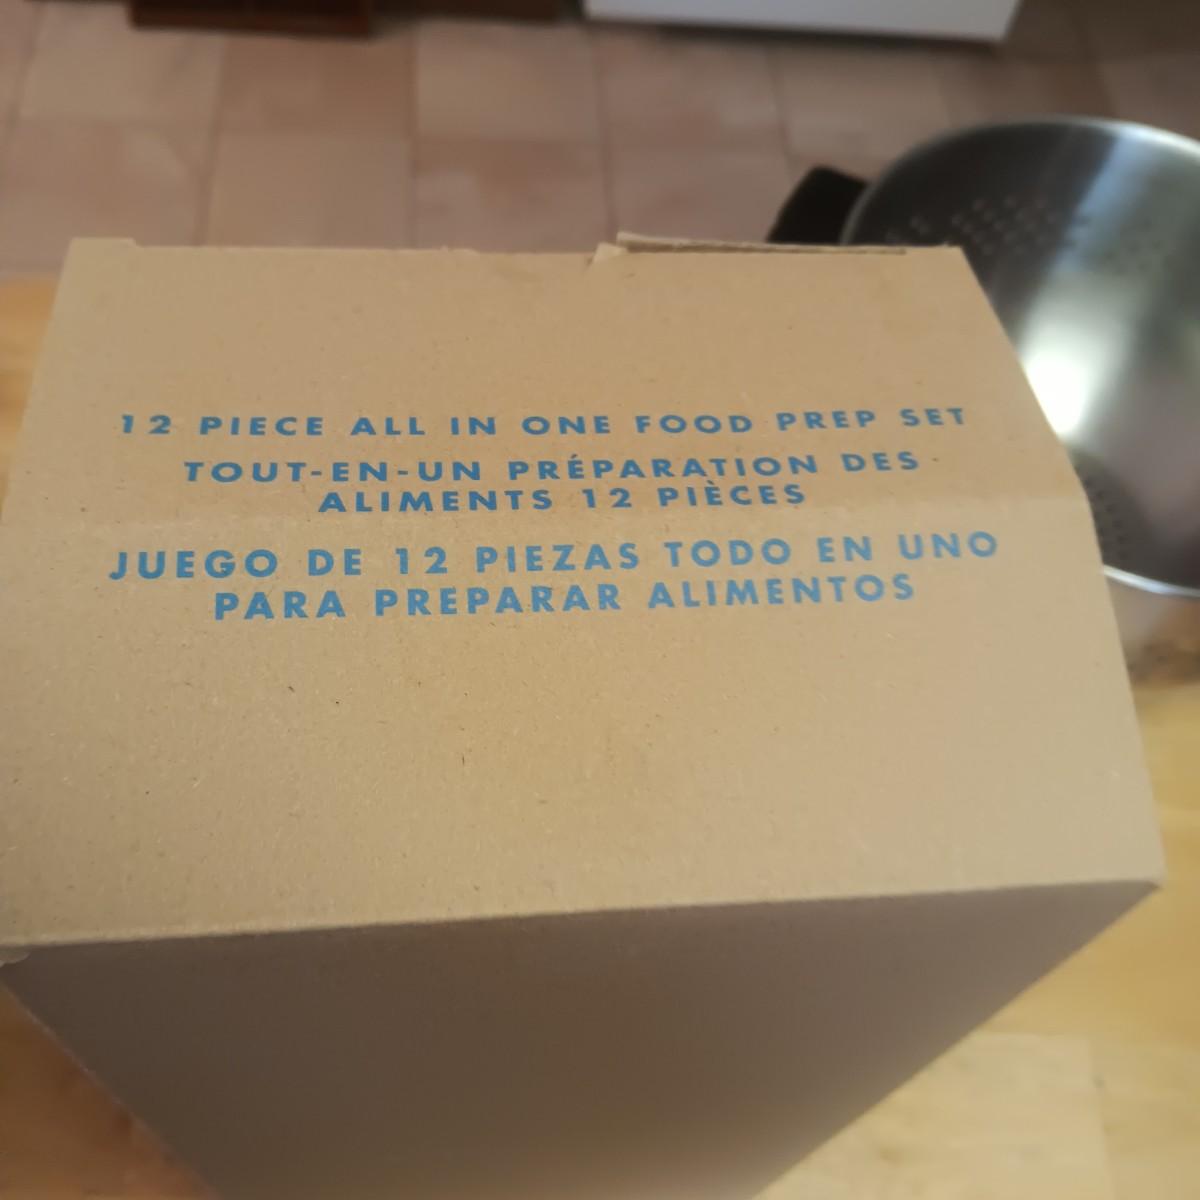 12 PIECE ALL IN ONE FOOD PREP SET
TOUT-EN-UN PRÉPARATION DES
ALIMENTS 12 PIÈCES
JUEGO DE 12 PIEZAS TODO EN UNO
PARA PREPARAR ALIMENTOS